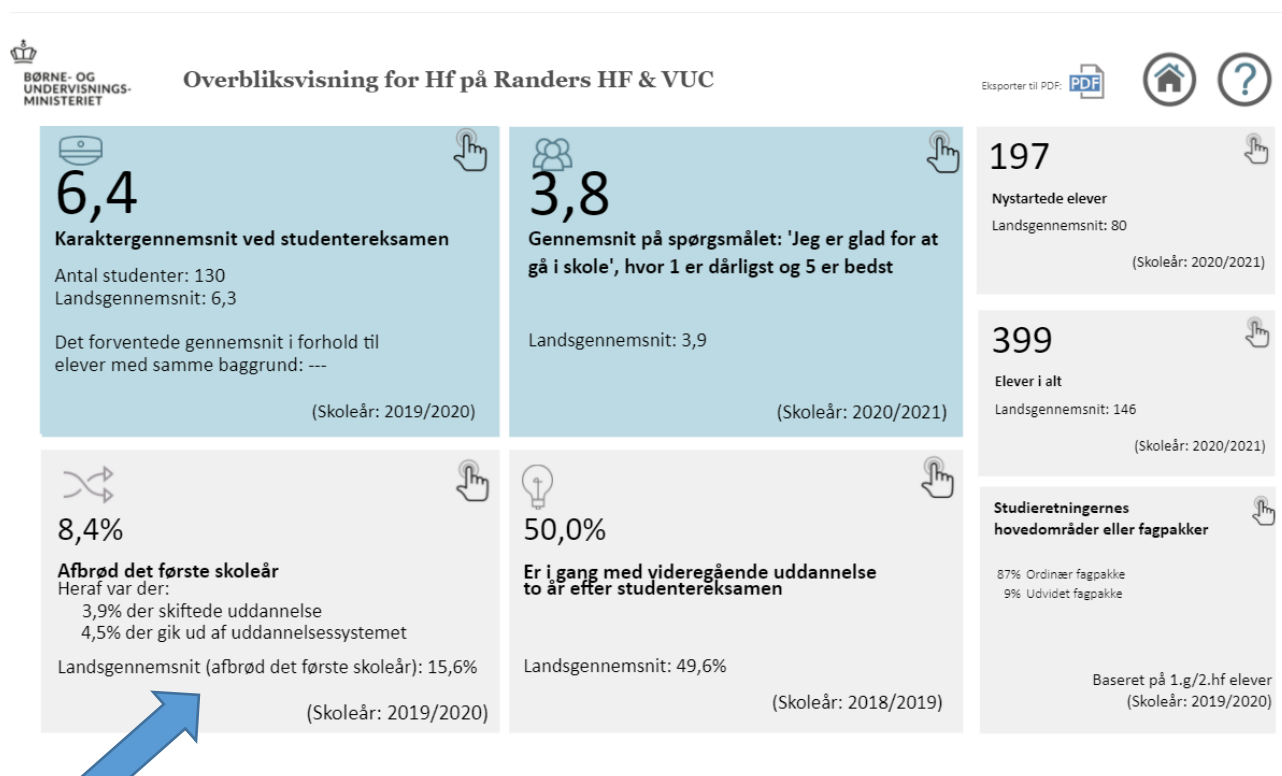 BØRNE- OG
UNDERVISNINGS-
MINISTERIET
Overbliksvisning for Hf på Randers HF & VUC
Eksporter til PDF:
PDF
?
6,4
Karaktergennemsnit ved studentereksamen
Antal studenter: 130
Landsgennemsnit: 6,3
Det forventede gennemsnit i forhold til
elever med samme baggrund: ---
(Skoleår: 2019/2020)
3,8
Gennemsnit på spørgsmålet: 'Jeg er glad for at
gå i skole', hvor 1 er dårligst og 5 er bedst
Landsgennemsnit: 3,9
(Skoleår: 2020/2021)
197
Nystartede elever
Landsgennemsnit: 80
(Skoleår: 2020/2021)
399
Elever i alt
Landsgennemsnit: 146
(Skoleår: 2020/2021)
8,4%
Afbrød det første skoleår
Heraf var der:
3,9% der skiftede uddannelse
4,5% der gik ud af uddannelsessystemet
Landsgennemsnit (afbrød det første skoleår): 15,6%
(Skoleår: 2019/2020)
50,0%
Er i gang med videregående uddannelse
to år efter studentereksamen
Landsgennemsnit: 49,6%
(Skoleår: 2018/2019)
Studieretningernes
hovedområder eller fagpakker
87% Ordinær fagpakke
9% Udvidet fagpakke
Baseret på 1.g/2.hf elever
(Skoleår: 2019/2020)